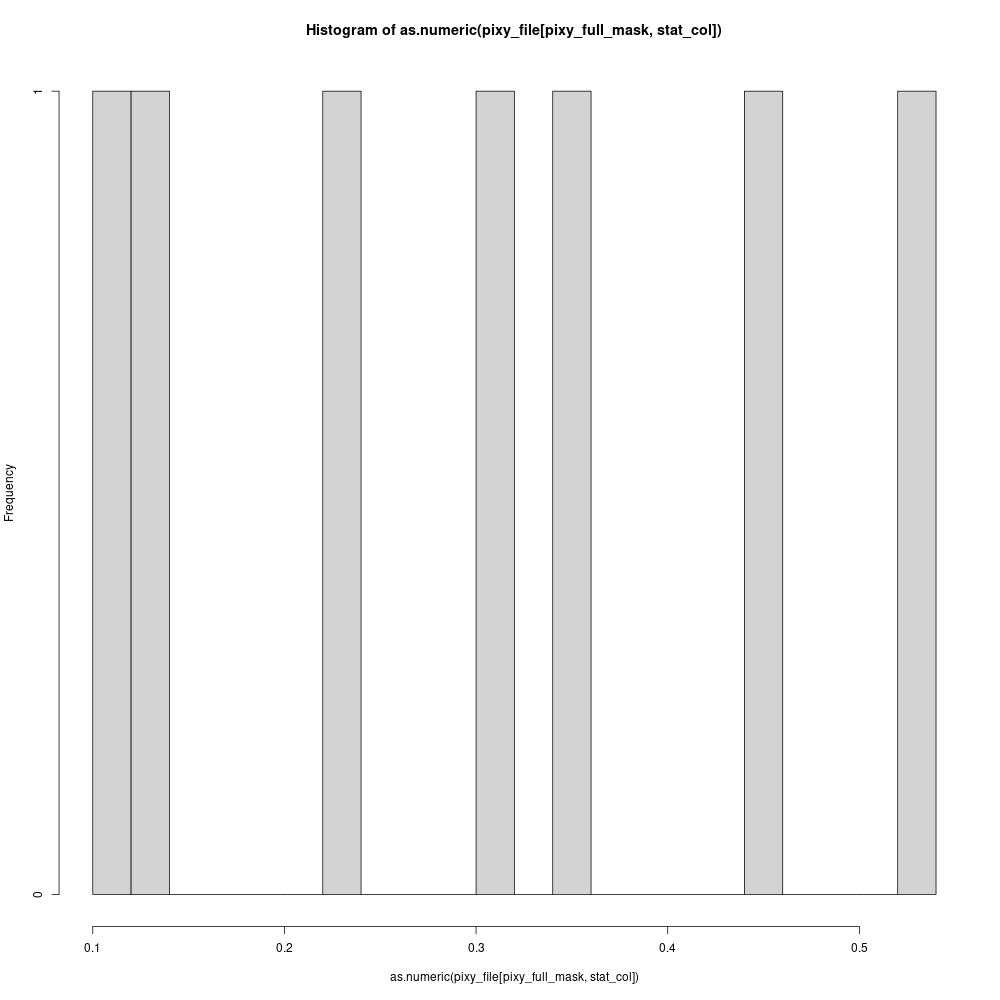 Histogram of as.numeric(pixy_file[pixy_full_mask, stat_col])
1
Frequency
0
0.1 0.2 0.3 0.4 0.5
as.numeric(pixy_file[pixy_full_mask, stat_col])